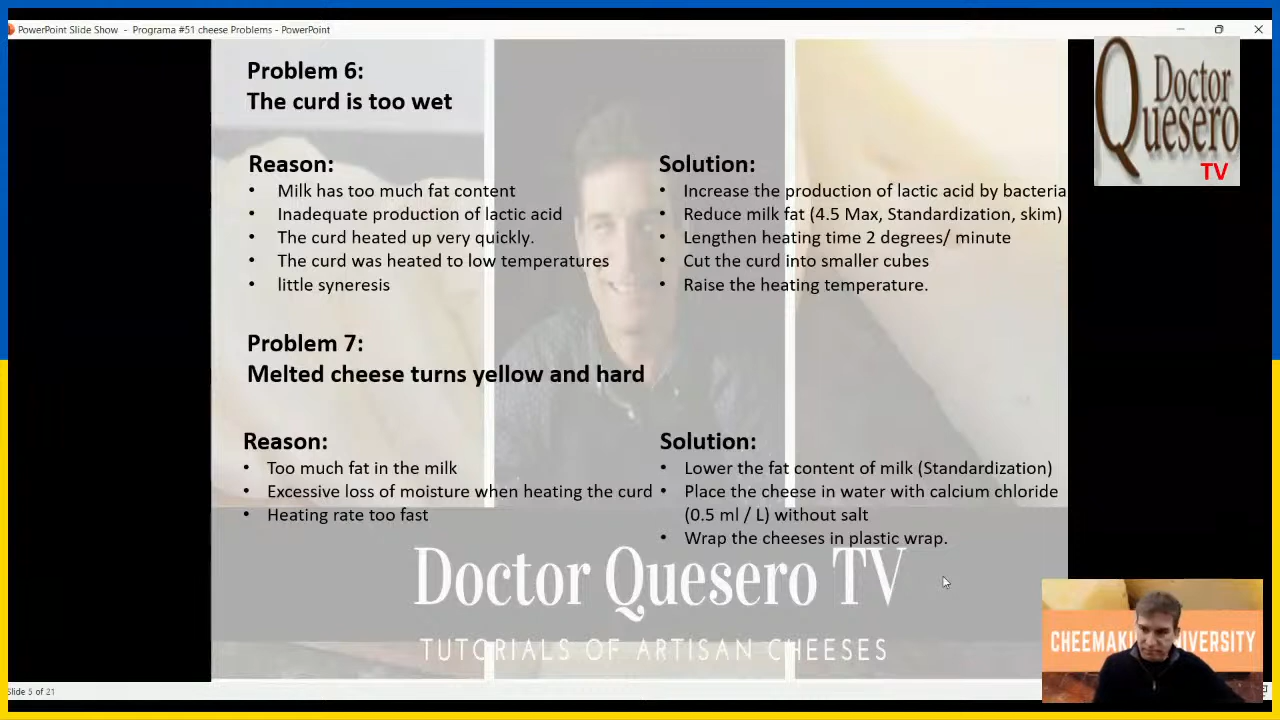 PowerPoint Slide Show - Programa #51 cheese Problems - PowerPoint
Problem 6:
The curd is too wet
Reason:
• Milk has too much fat content
• Inadequate production of lactic acid
• The curd heated up very quickly.
• The curd was heated to low temperatures
• little syneresis
Solution:
• Increase the production of lactic acid by bacteria
• Reduce milk fat (4.5 Max, Standardization, skim)
• Lengthen heating time 2 degrees/ minute
• Cut the curd into smaller cubes
• Raise the heating temperature.
Problem 7:
Melted cheese turns yellow and hard
Reason:
• Too much fat in the milk
• Excessive loss of moisture when heating the curd
• Heating rate too fast
Solution:
• Lower the fat content of milk (Standardization)
• Place the cheese in water with calcium chloride
(0.5 ml / L) without salt
• Wrap the cheeses in plastic wrap.
Doctor Quesero TV
TUTORIALS OF ARTISAN CHEESES
Doctor
Quesero
TV
Slide 5 of 21